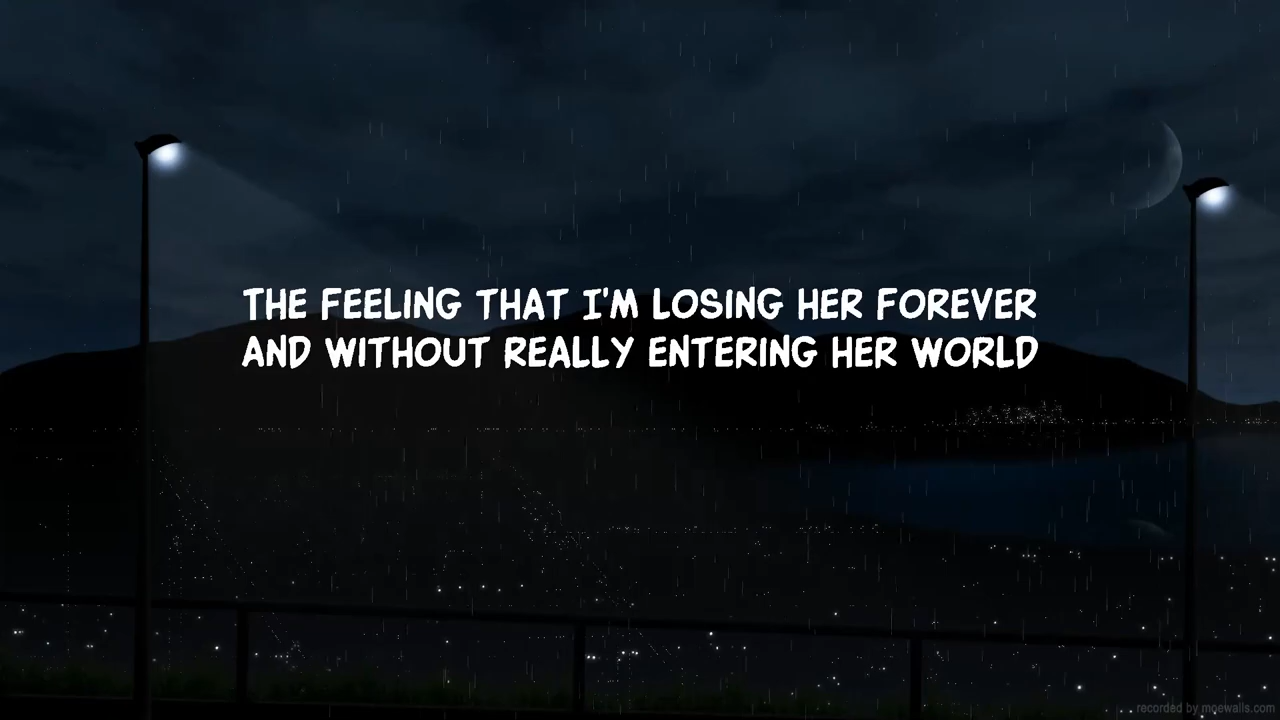 THE FEELING THAT I'M LOSING HER FOREVER
AND WITHOUT REALLY ENTERING HER WORLD
recorded by moewalls.com